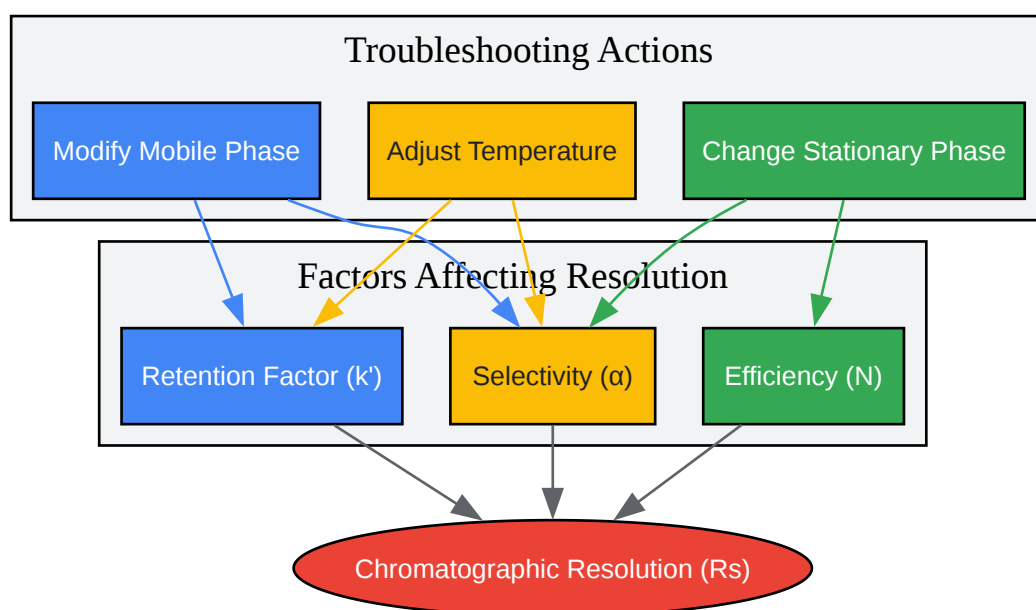 Troubleshooting Actions
Modify Mobile Phase
Adjust Temperature
Change Stationary Phase
Factors Affecting Resolution
Retention Factor (k')
Selectivity (α)
Efficiency (N)
Chromatographic Resolution (Rs)